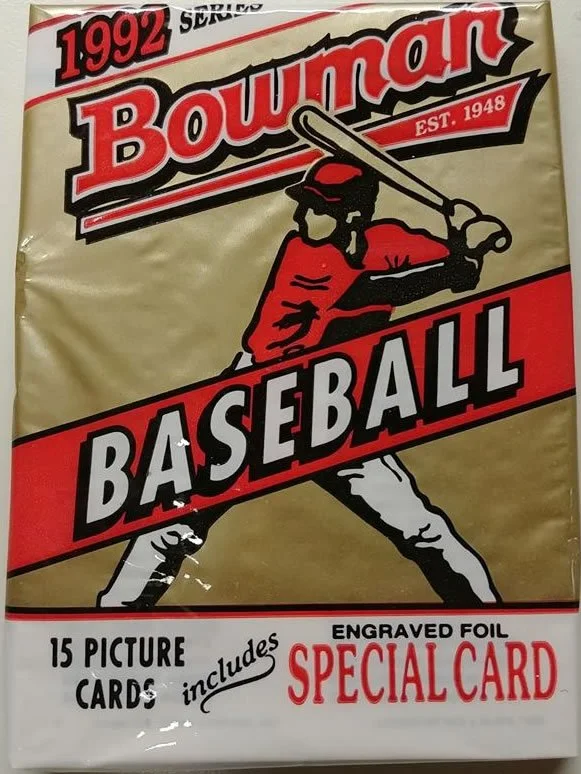 1992 SERIES
Bowman
EST. 1948
BASEBALL
15 PICTURE
CARDS
includes
ENGRAVED FOIL
SPECIAL CARD